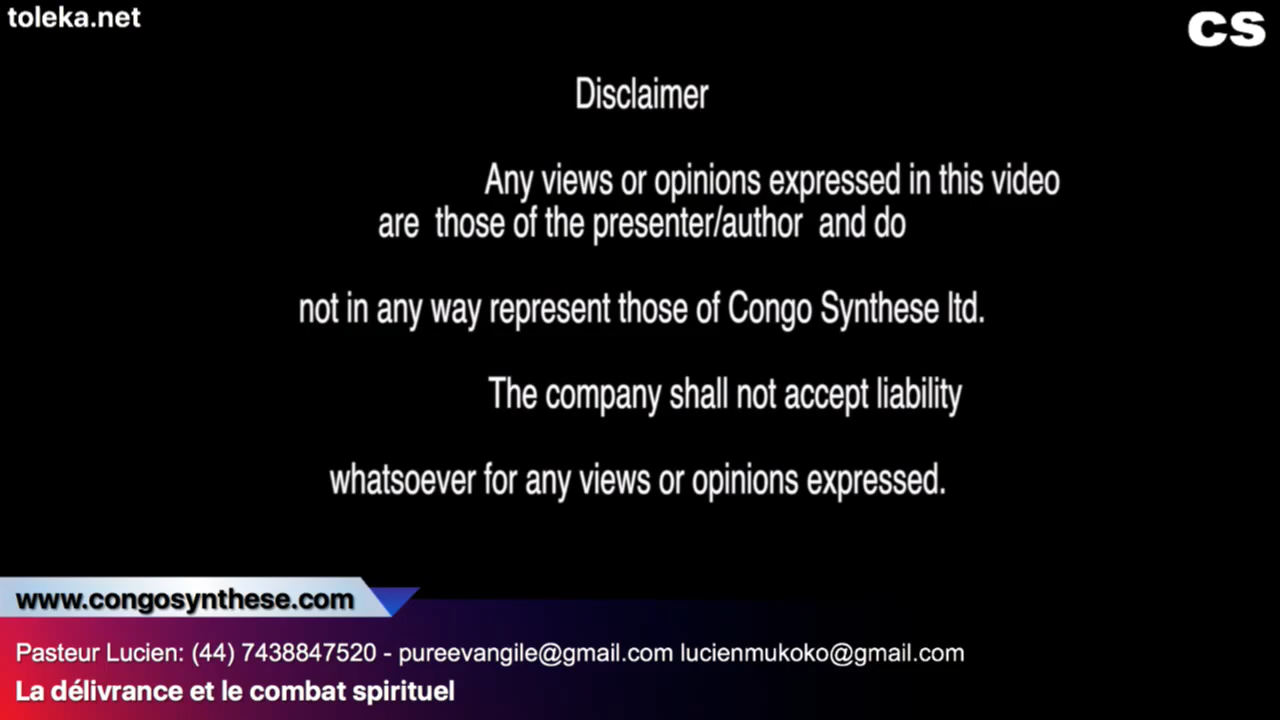 toleka.net
CS
Disclaimer
Any views or opinions expressed in this video
are those of the presenter/author and do
not in any way represent those of Congo Synthese ltd.
The company shall not accept liability
whatsoever for any views or opinions expressed.
www.congosynthese.com
Pasteur Lucien: (44) 7438847520 - pureevangile@gmail.com lucienmukoko@gmail.com
La délivrance et le combat spirituel